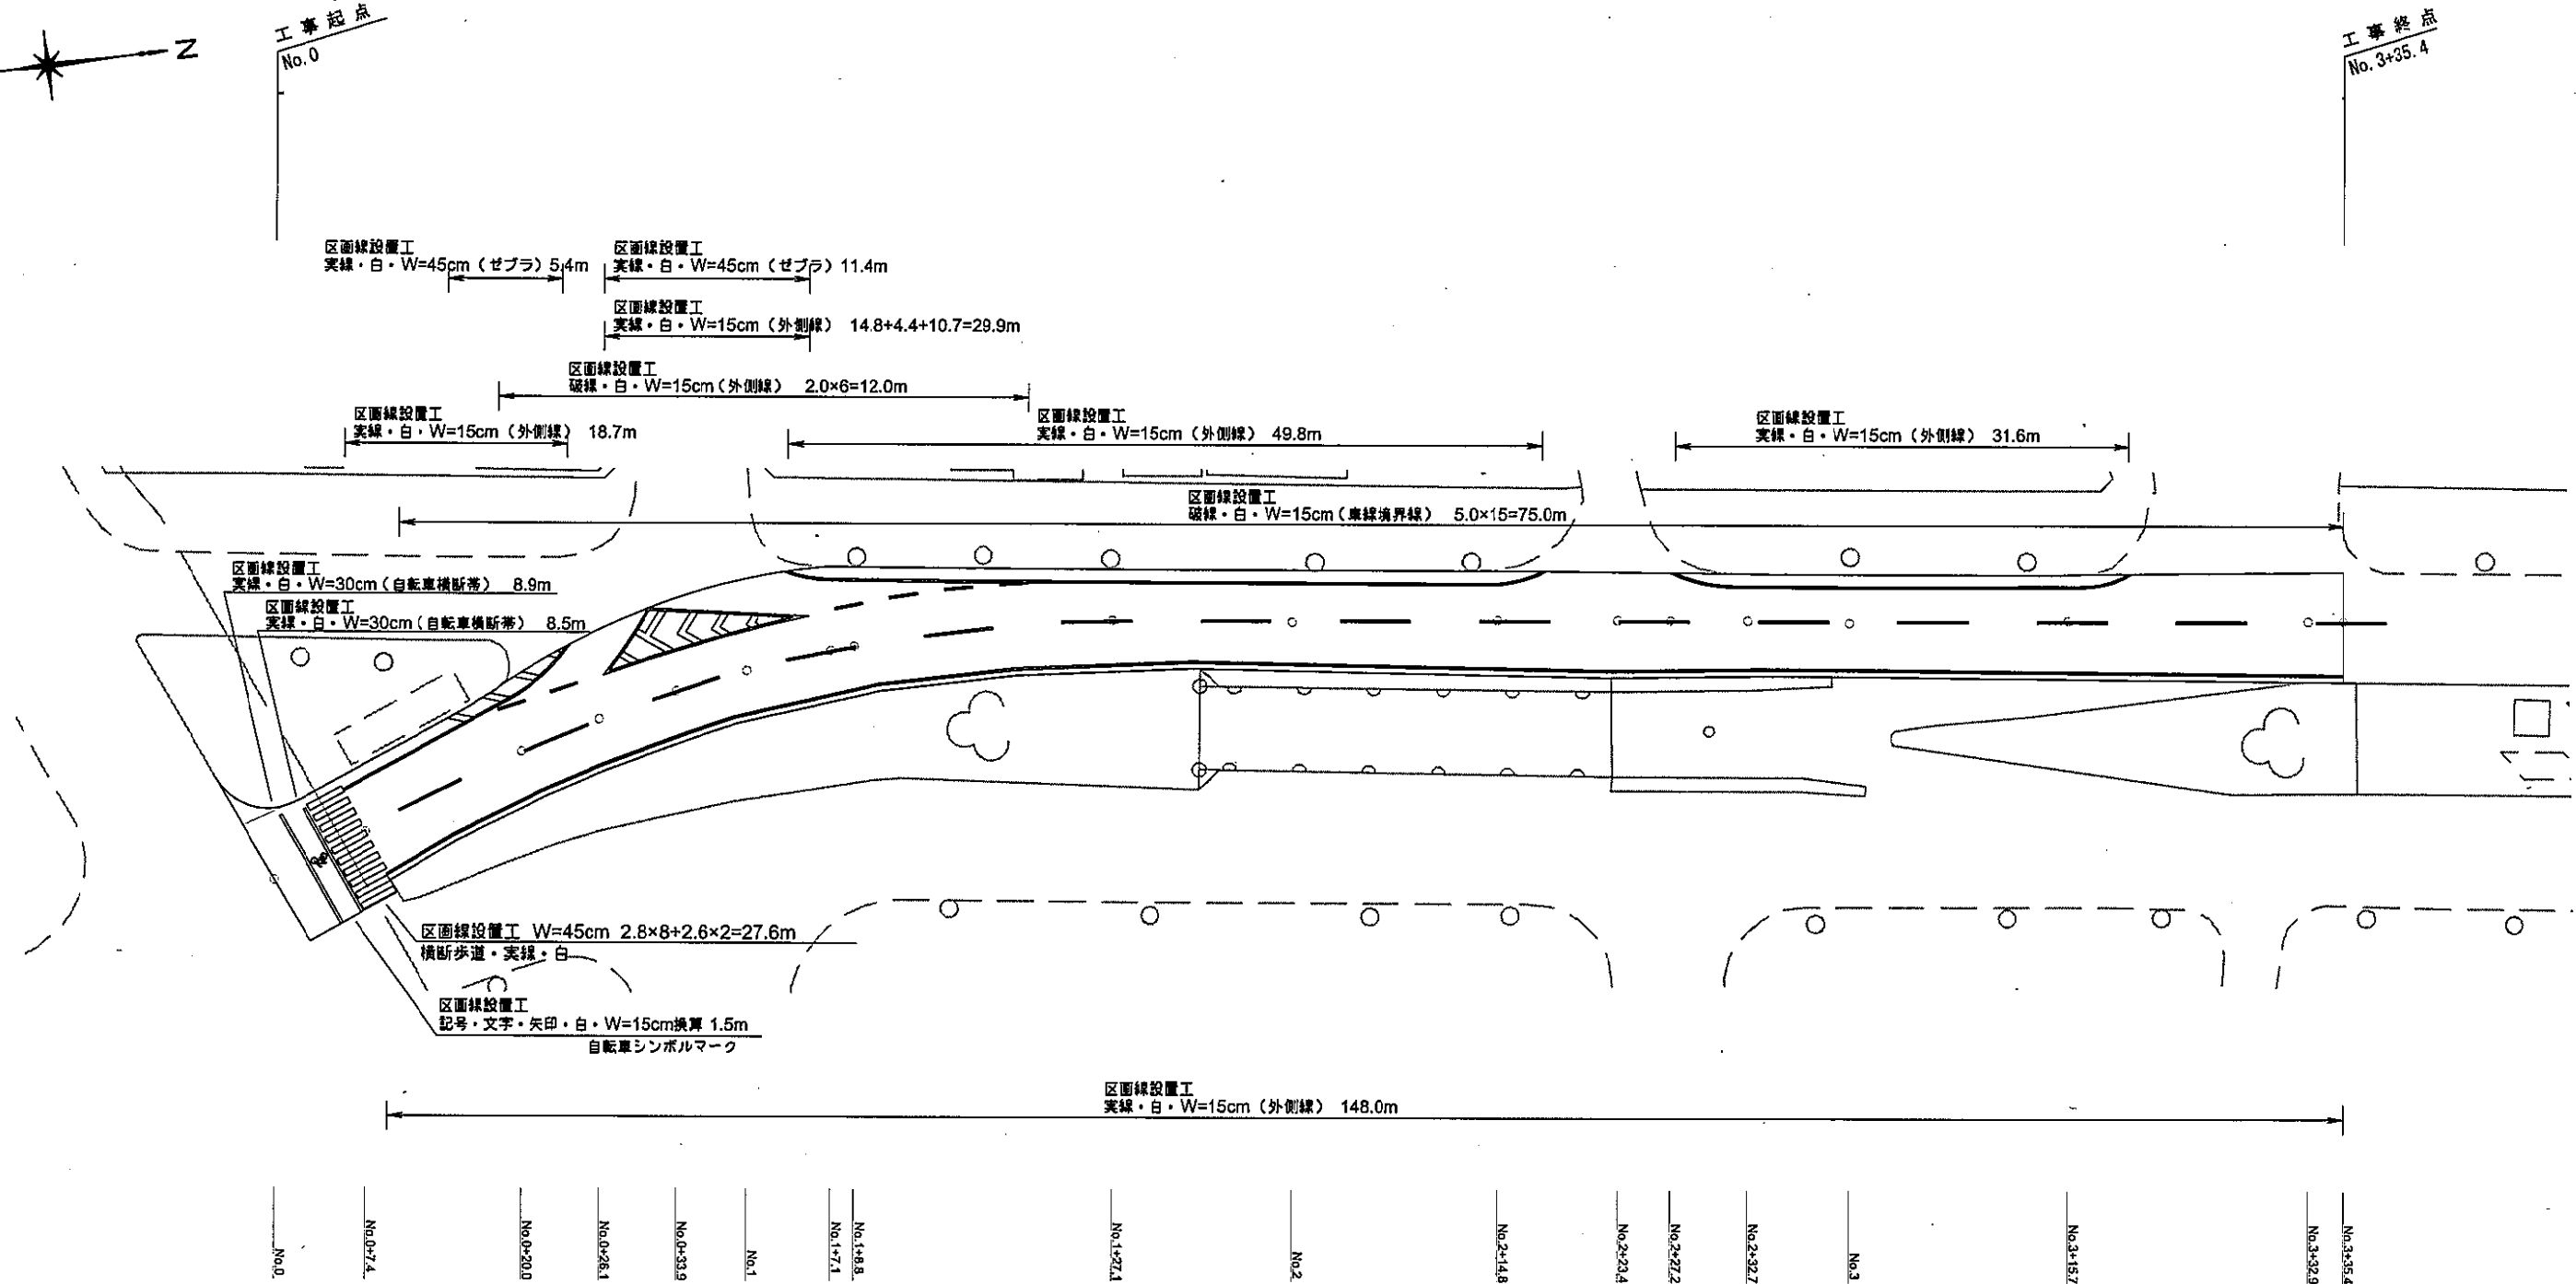 工事起点
No.0
工事終点
No.3+35.4
N
区画線設置工
実線・白・W=45cm（ゼブラ）5.4m
区画線設置工
実線・白・W=45cm（ゼブラ）11.4m
区画線設置工
実線・白・W=15cm（外側線） 14.8+4.4+10.7=29.9m
区画線設置工
破線・白・W=15cm（外側線） 2.0×6=12.0m
区画線設置工
実線・白・W=15cm（外側線） 18.7m
区画線設置工
実線・白・W=15cm（外側線） 49.8m
区画線設置工
実線・白・W=15cm（外側線） 31.6m
区画線設置工
破線・白・W=15cm（車線境界線） 5.0×15=75.0m
区画線設置工
実線・白・W=30cm（自転車横断帯） 8.9m
区画線設置工
実線・白・W=30cm（自転車横断帯） 8.5m
区画線設置工 W=45cm 2.8×8+2.6×2=27.6m
横断歩道・実線・白
区画線設置工
記号・文字・矢印・白・W=15cm換算 1.5m
自転車シンボルマーク
区画線設置工
実線・白・W=15cm（外側線） 148.0m
No.0
No.0+7.4
No.0+20.0
No.0+26.1
No.0+33.9
No.1
No.1+7.1
No.1+8.8
No.1+27.1
No.2
No.2+14.8
No.2+23.4
No.2+27.2
No.2+32.7
No.3
No.3+15.7
No.3+32.9
No.3+35.4